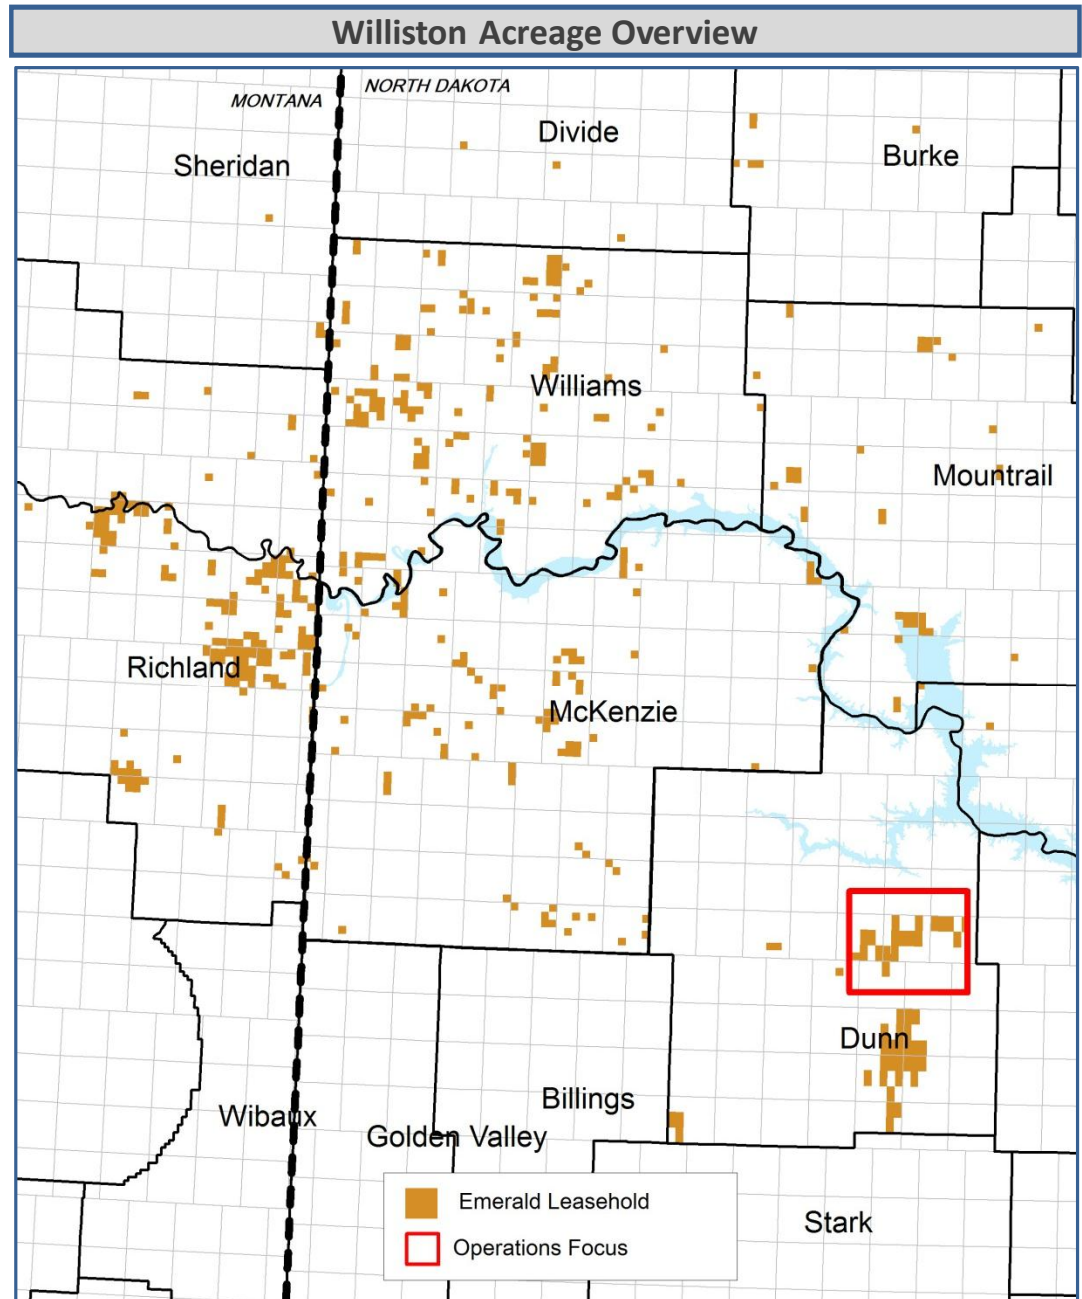 Williston Acreage Overview
MONTANA
NORTH DAKOTA
Divide
Burke
Sheridan
Williams
Mountrail
Richland
McKenzie
Dunn
Billings
Wibaux
Golden Valley
Emerald Leasehold
Operations Focus
Stark